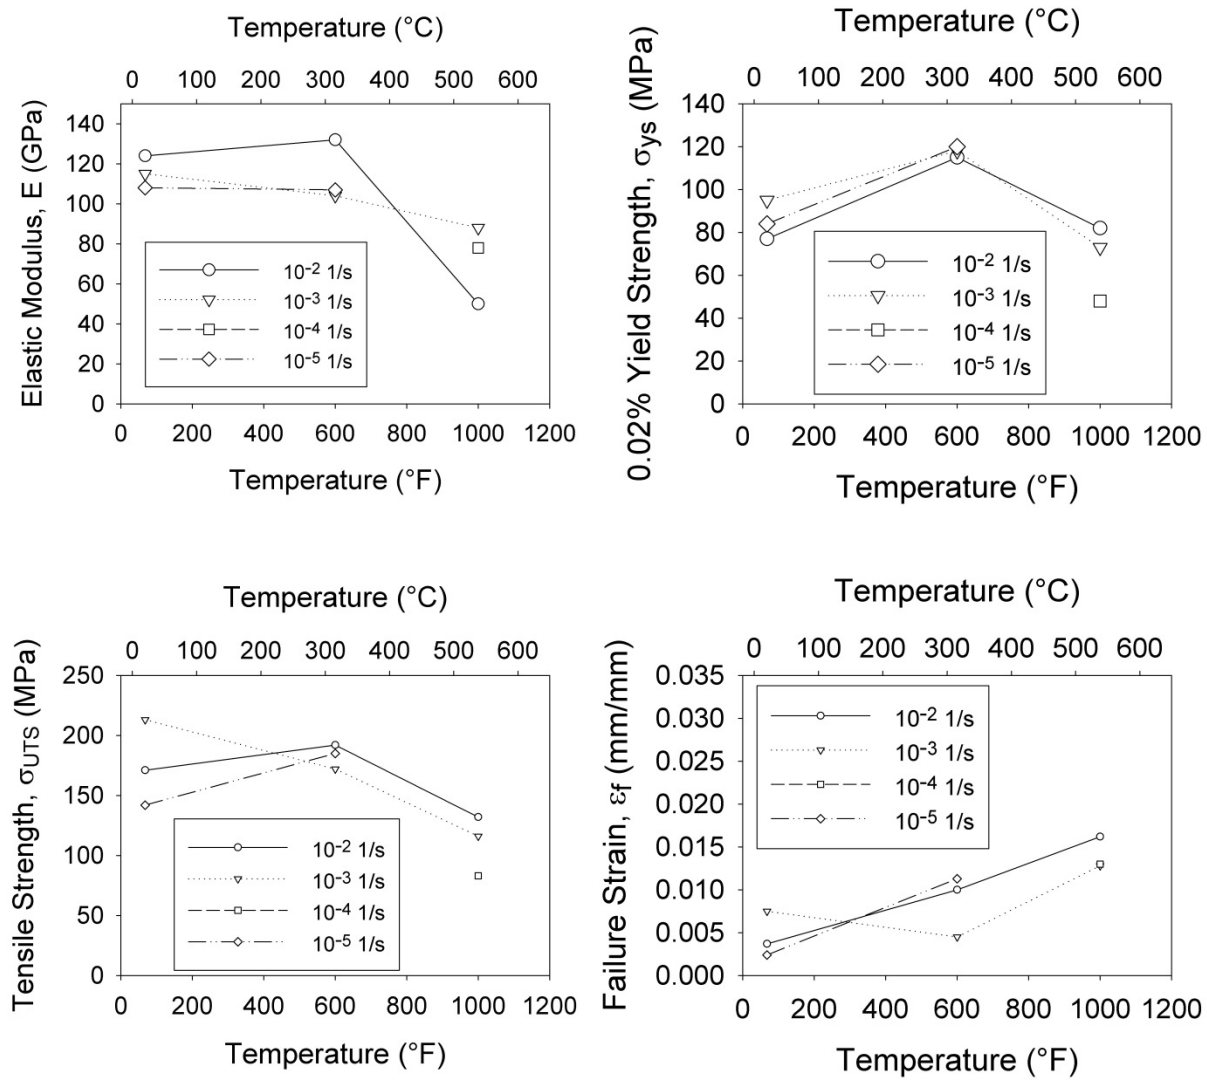 Temperature (°C)
0 100 200 300 400 500 600
Elastic Modulus, E (GPa)
140
120
100
80
60
40
20
0
10-2 1/s
10-3 1/s
10-4 1/s
10-5 1/s
0 200 400 600 800 1000 1200
Temperature (°F)
Temperature (°C)
0 100 200 300 400 500 600
0.02% Yield Strength, σys (MPa)
140
120
100
80
60
40
20
0
10-2 1/s
10-3 1/s
10-4 1/s
10-5 1/s
0 200 400 600 800 1000 1200
Temperature (°F)
Temperature (°C)
0 100 200 300 400 500 600
Tensile Strength, σUTS (MPa)
250
200
150
100
50
0
10-2 1/s
10-3 1/s
10-4 1/s
10-5 1/s
0 200 400 600 800 1000 1200
Temperature (°F)
Temperature (°C)
0 100 200 300 400 500 600
Failure Strain, εf (mm/mm)
0.035
0.030
0.025
0.020
0.015
0.010
0.005
0.000
10-2 1/s
10-3 1/s
10-4 1/s
10-5 1/s
0 200 400 600 800 1000 1200
Temperature (°F)